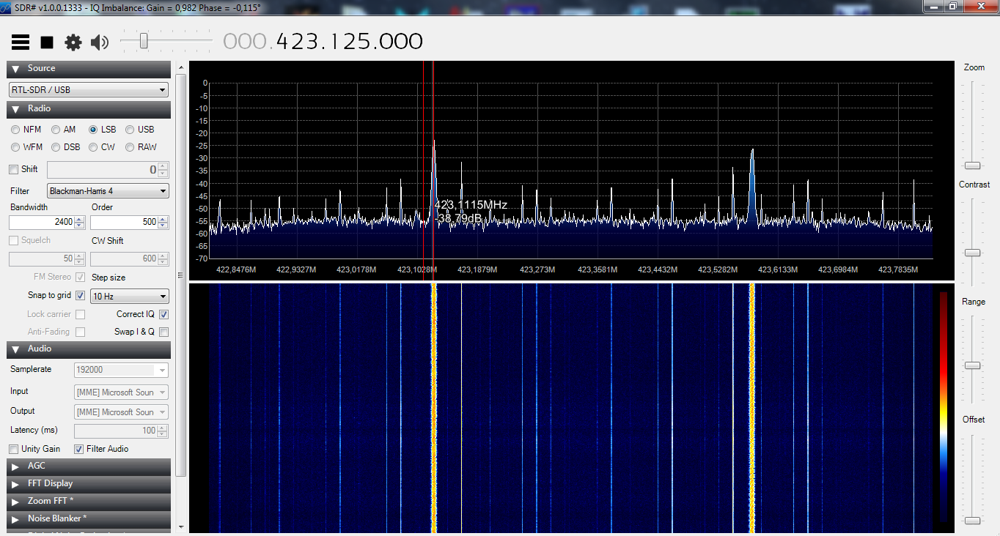 SDR# v1.0.0.1333 - IQ Imbalance: Gain = 0,982 Phase = -0,115°
000.423.125.000
Source
RTL-SDR / USB
Radio
NFM AM LSB USB
WFM DSB CW RAW
Shift 0
Filter Blackman-Harris 4
Bandwidth Order
2400 500
Squelch CW Shift
50 600
FM Stereo Step size
Snap to grid 10 Hz
Lock carrier Correct IQ
Anti-Fading Swap I & Q
Audio
Samplerate 192000
Input [MME] Microsoft Soun
Output [MME] Microsoft Soun
Latency (ms) 100
Unity Gain Filter Audio
AGC
FFT Display
Zoom FFT *
Noise Blanker *
0
-5
-10
-15
-20
-25
-30
-35
-40
-45
-50
-55
-60
-65
-70
423,1115MHz
-38,79dB
422,8476M 422,9327M 423,0178M 423,1028M 423,1879M 423,273M 423,3581M 423,4432M 423,5282M 423,6133M 423,6984M 423,7835M
Zoom
Contrast
Range
Offset